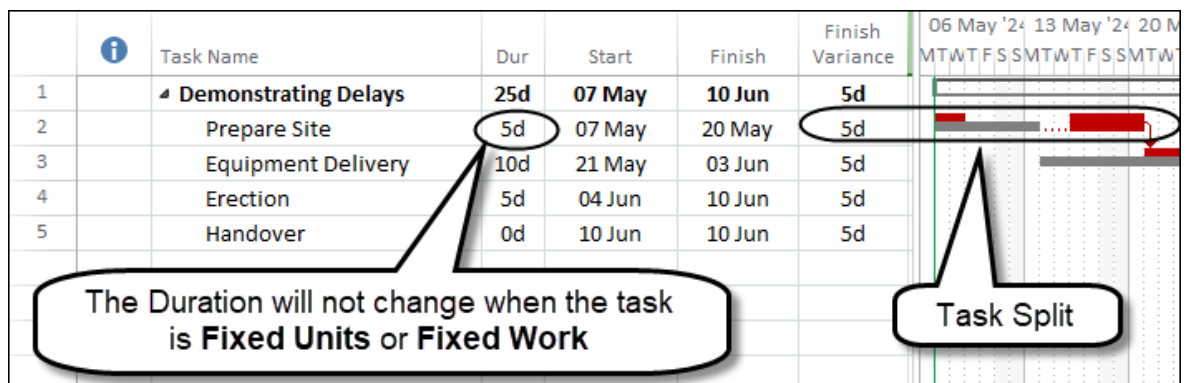 06 May '24 13 May '24 20 M
Task Name Dur Start Finish Finish Variance M T W T F S S M T W T F S S M T W
1 Demonstrating Delays 25d 07 May 10 Jun 5d
2 Prepare Site 5d 07 May 20 May 5d
3 Equipment Delivery 10d 21 May 03 Jun 5d
4 Erection 5d 04 Jun 10 Jun 5d
5 Handover 0d 10 Jun 10 Jun 5d
The Duration will not change when the task
is Fixed Units or Fixed Work
Task Split